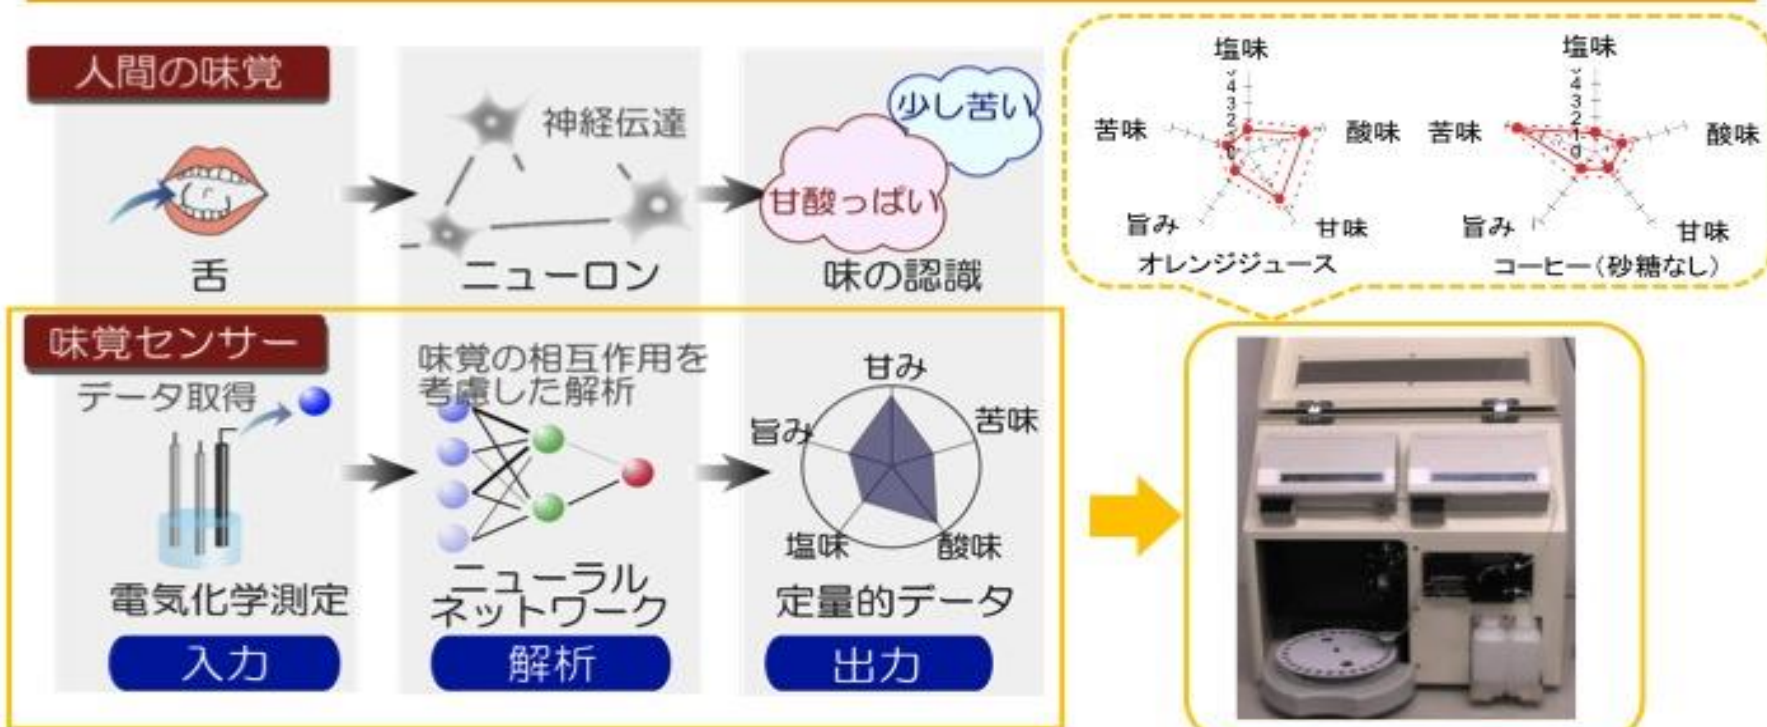 人間の味覚
神経伝達
少し苦い
甘酸っぱい
舌
ニューロン
味の認識
塩味
4
3
2
苦味
酸味
旨み
甘味
オレンジジュース
塩味
4
3
2
1
0
苦味
酸味
旨み
甘味
コーヒー(砂糖なし)
味覚センサー
データ取得
電気化学測定
入力
味覚の相互作用を
考慮した解析
ニューラル
ネットワーク
解析
甘み
旨み
苦味
塩味
酸味
定量的データ
出力